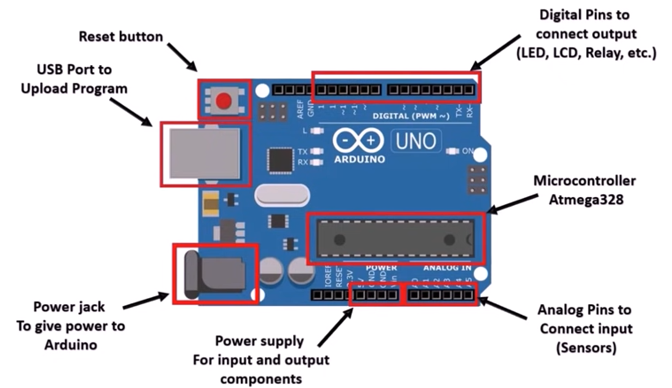 Reset button
USB Port to
Upload Program
Digital Pins to
connect output
(LED, LCD, Relay, etc.)
AREF
GND
TX
RX
DIGITAL (PWM ~)
L
TX
RX
ARDUINO
UNO
ON
Microcontroller
Atmega328
IOREF
RESET
3.3V
5V
GND
GND
POWER
ANALOG IN
Power jack
To give power to
Arduino
Power supply
For input and output
components
Analog Pins to
Connect input
(Sensors)